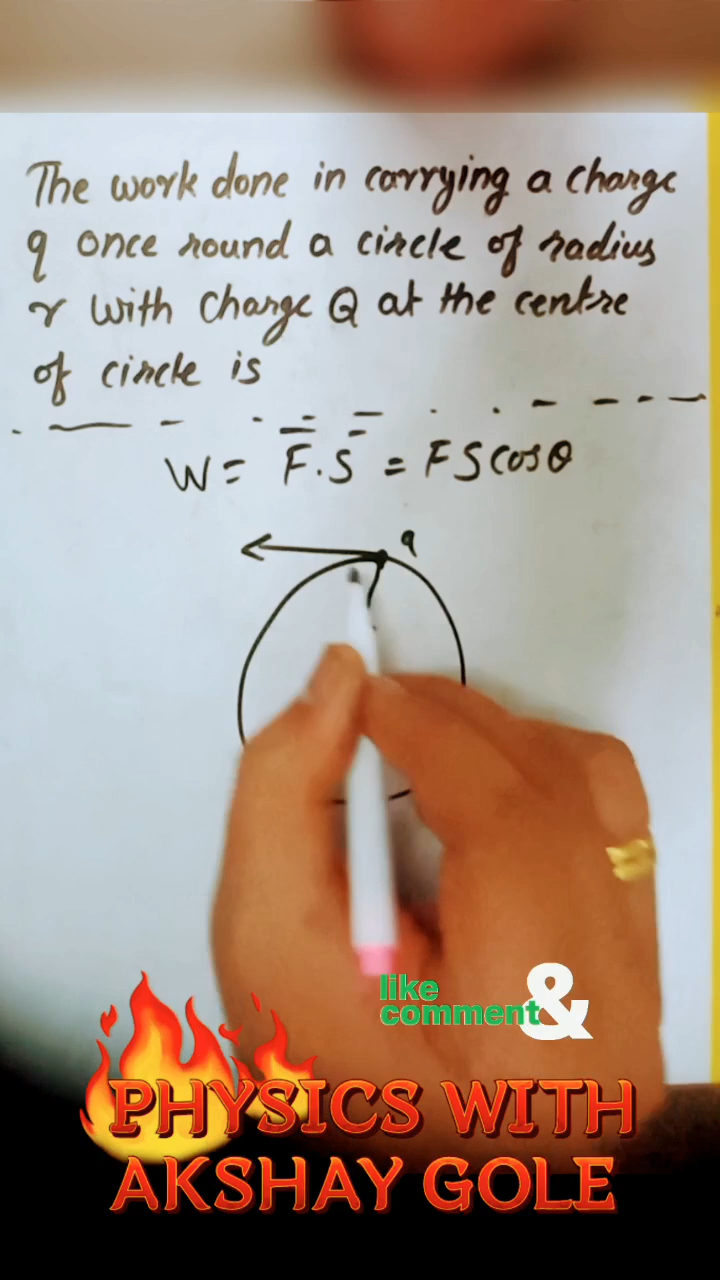 The work done in carrying a charge
q once round a circle of radius
r with charge Q at the centre
of circle is
W = F.S = FS cosθ
q
like
comment &
PHYSICS WITH
AKSHAY GOLE